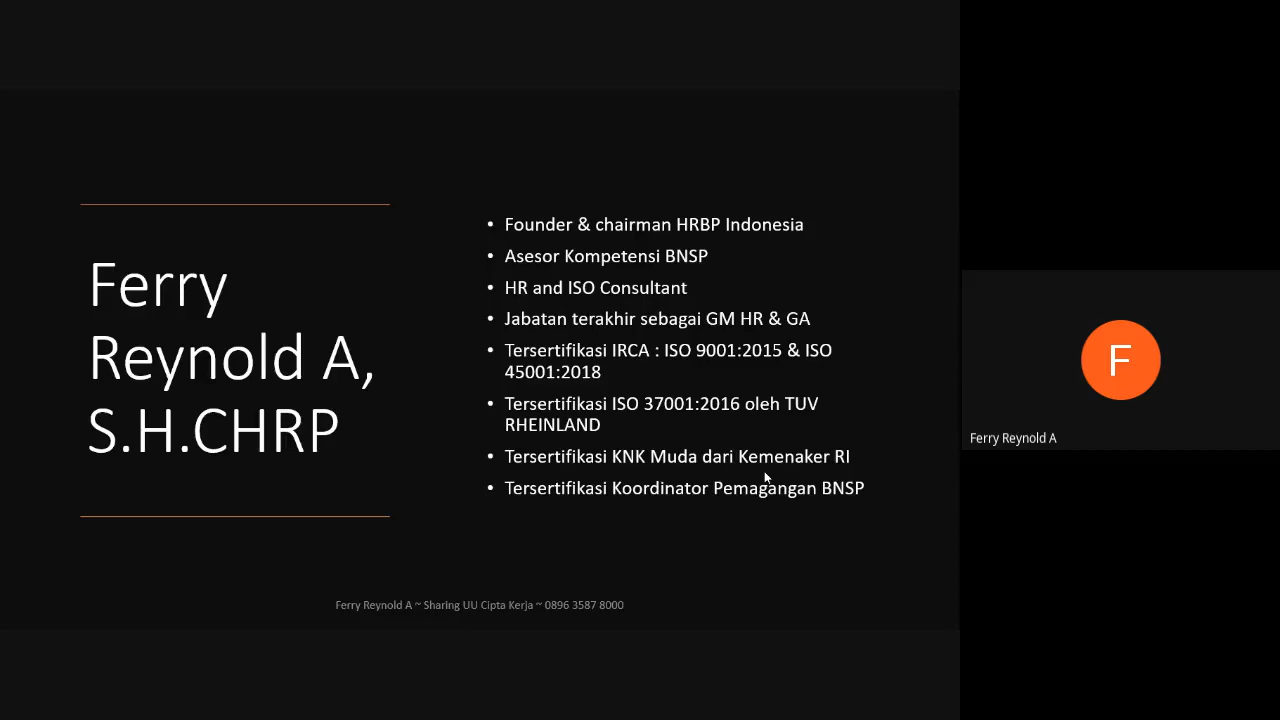 Ferry
Reynold A,
S.H.CHRP
• Founder & chairman HRBP Indonesia
• Asesor Kompetensi BNSP
• HR and ISO Consultant
• Jabatan terakhir sebagai GM HR & GA
• Tersertifikasi IRCA : ISO 9001:2015 & ISO
45001:2018
• Tersertifikasi ISO 37001:2016 oleh TUV
RHEINLAND
• Tersertifikasi KNK Muda dari Kemenaker RI
• Tersertifikasi Koordinator Pemagangan BNSP
Ferry Reynold A ~ Sharing UU Cipta Kerja ~ 0896 3587 8000
F
Ferry Reynold A